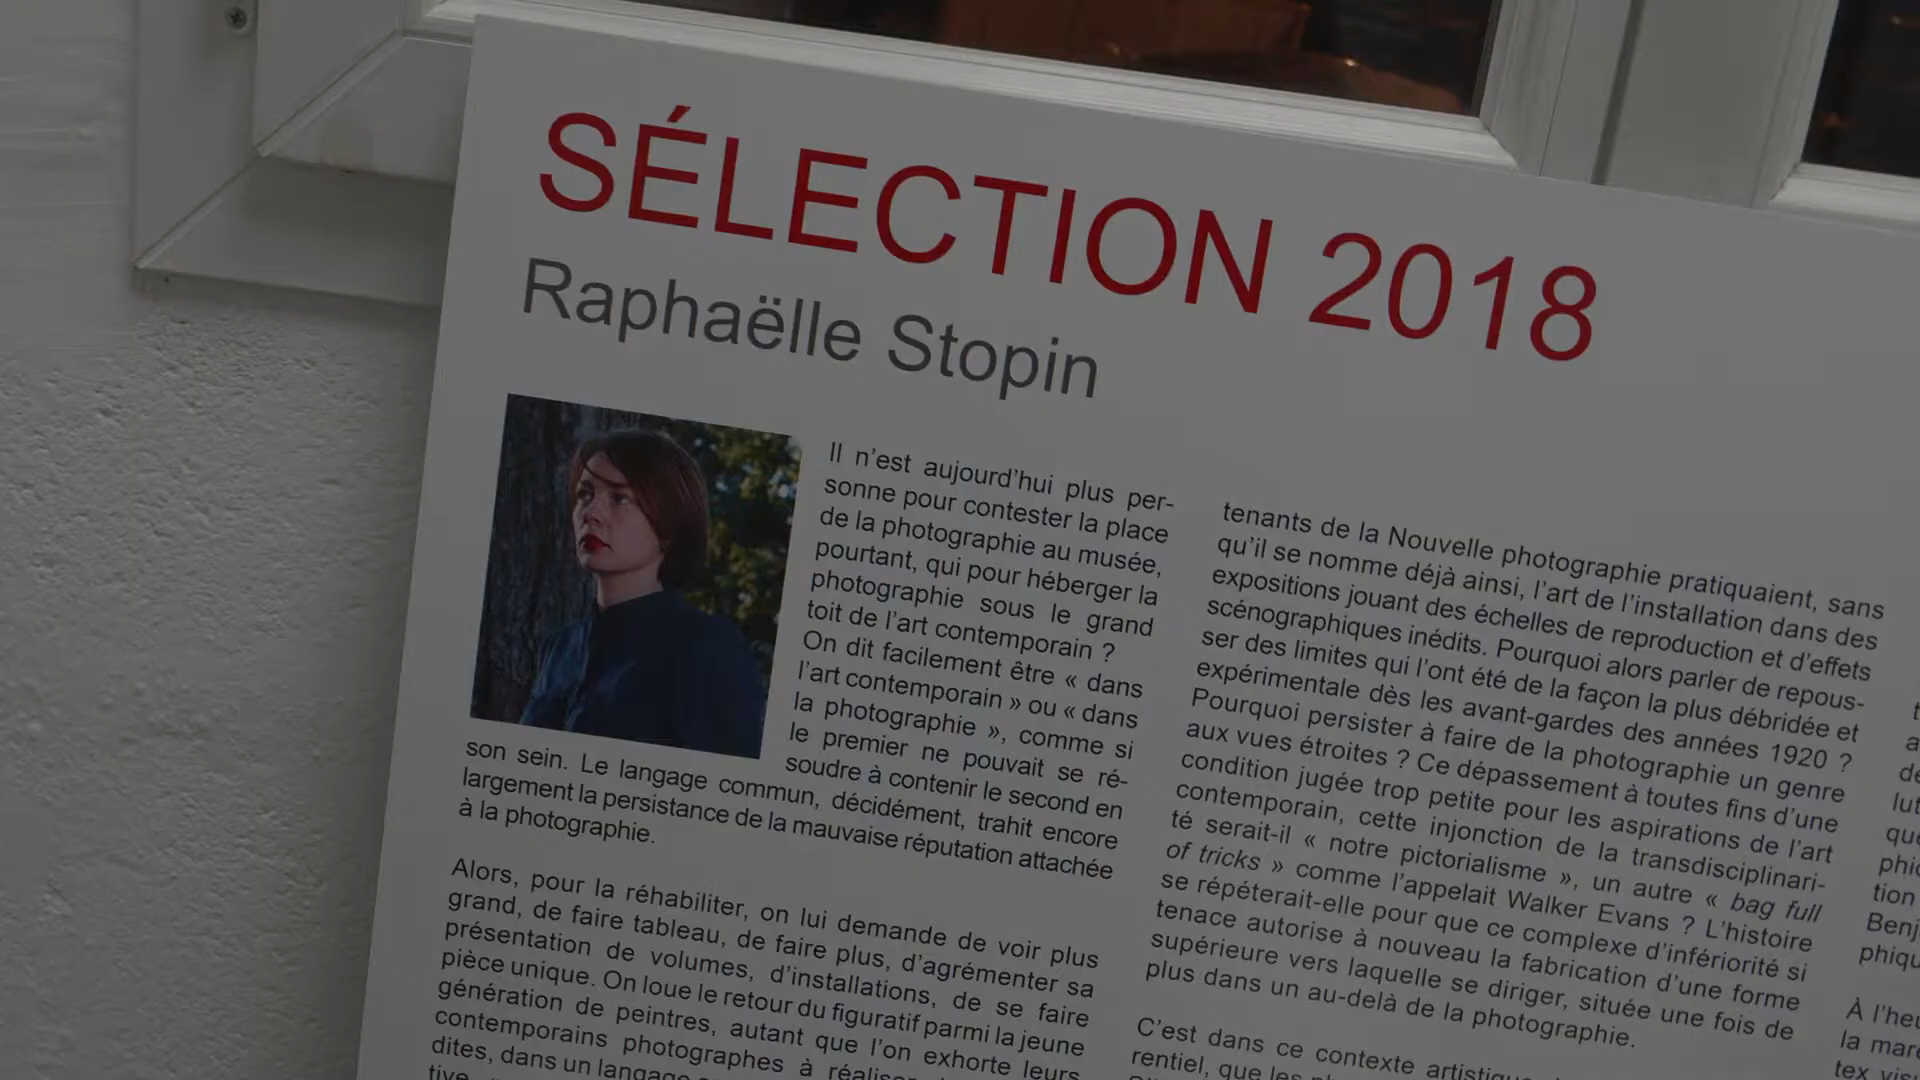 SÉLECTION 2018
Raphaëlle Stopin
Il n’est aujourd’hui plus per-
sonne pour contester la place
de la photographie au musée,
pourtant, qui pour héberger la
photographie sous le grand
toit de l’art contemporain ?
On dit facilement être « dans
l’art contemporain » ou « dans
la photographie », comme si
le premier ne pouvait se ré-
soudre à contenir le second en
son sein. Le langage commun, décidément, trahit encore
largement la persistance de la mauvaise réputation attachée
à la photographie.
Alors, pour la réhabiliter, on lui demande de voir plus
grand, de faire tableau, de faire plus, d’agrémenter sa
présentation de volumes, d’installations, de se faire
pièce unique. On loue le retour du figuratif parmi la jeune
génération de peintres, autant que l’on exhorte leurs
contemporains photographes à
dites, dans un langage
tenants de la Nouvelle photographie pratiquaient, sans
qu’il se nomme déjà ainsi, l’art de l’installation dans des
expositions jouant des échelles de reproduction et d’effets
scénographiques inédits. Pourquoi alors parler de repous-
ser des limites qui l’ont été de la façon la plus débridée et
expérimentale dès les avant-gardes des années 1920 ?
Pourquoi persister à faire de la photographie un genre
aux vues étroites ? Ce dépassement à toutes fins d’une
condition jugée trop petite pour les aspirations de l’art
contemporain, cette injonction de la transdisciplinari-
té serait-il « notre pictorialisme », un autre « bag full
of tricks » comme l’appelait Walker Evans ? L’histoire
se répéterait-elle pour que ce complexe d’infériorité si
tenace autorise à nouveau la fabrication d’une forme
supérieure vers laquelle se diriger, située une fois de
plus dans un au-delà de la photographie.
C’est dans ce contexte
rentiel, que les
tion
Benj
phiqu
À l’heu
la mar